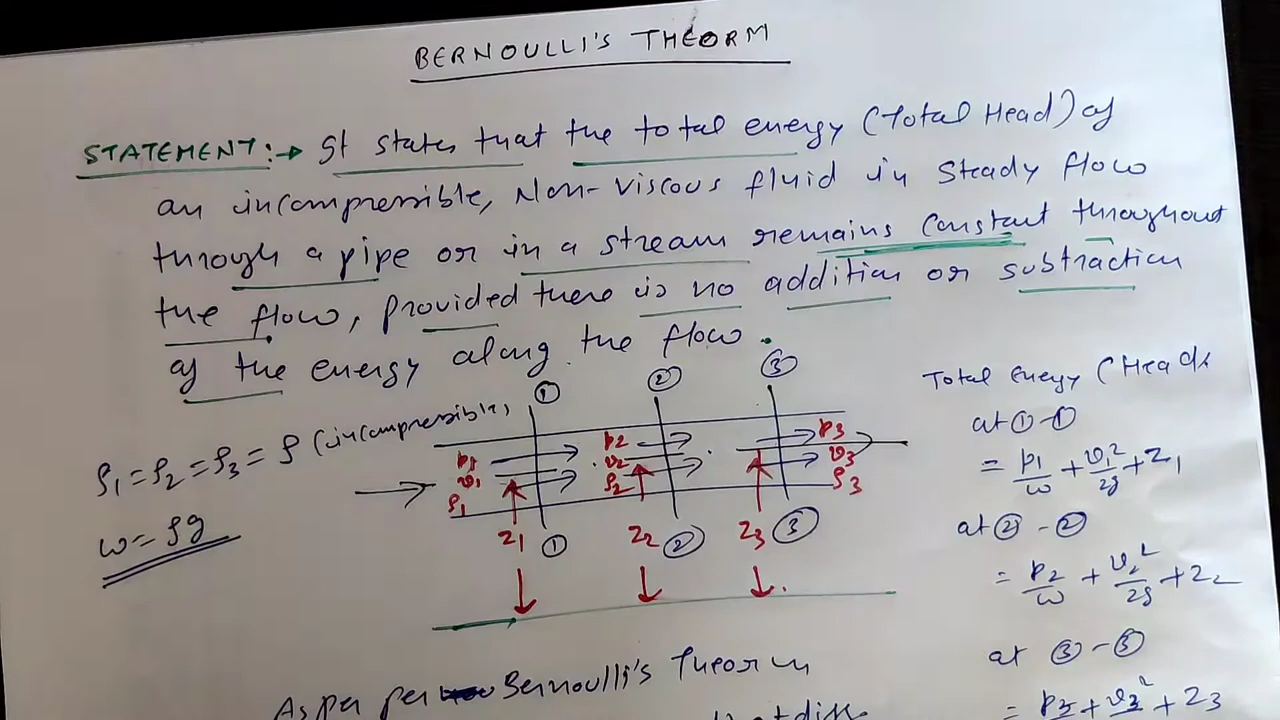 BERNOULLI'S THEORM
STATEMENT:→ It states that the total energy (Total Head) of
an incompressible, Non-viscous fluid in steady flow
through a pipe or in a stream remains constant throughout
the flow, provided there is no addition or subtraction
of the energy along the flow.
① ② ③
ρ1=ρ2=ρ3=ρ (incompressible)
w=ρg
p1 v1 ρ1
p2 v2 ρ2
p3 v3 ρ3
Z1 ① Z2 ② Z3 ③
Total energy (Heads
at ①-①
= p1/w + v1²/2g + Z1
at ②-②
= p2/w + v2²/2g + Z2
at ③-③
= p3 + v3² + Z3
As per Bernoulli's Theorm